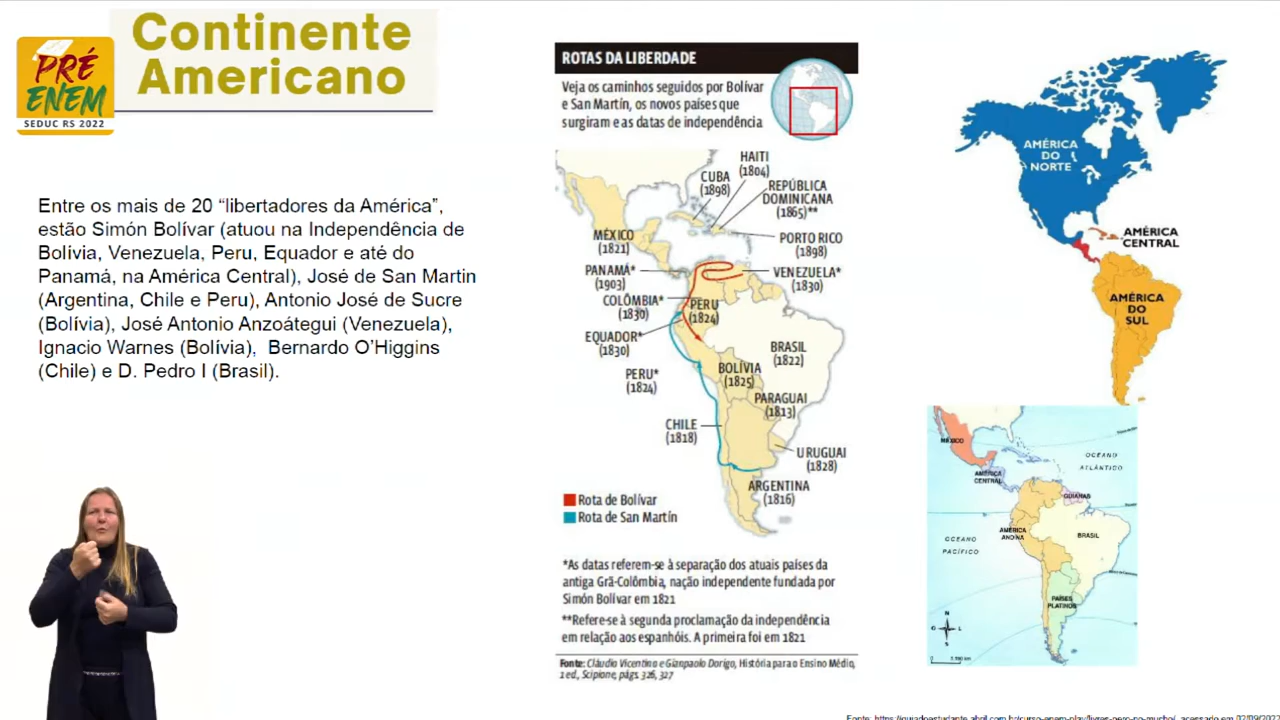 Continente
Americano
PRÉ
ENEM
SEDUC RS 2022
Entre os mais de 20 “libertadores da América”,
estão Simón Bolívar (atuou na Independência de
Bolívia, Venezuela, Peru, Equador e até do
Panamá, na América Central), José de San Martin
(Argentina, Chile e Peru), Antonio José de Sucre
(Bolívia), José Antonio Anzoátegui (Venezuela),
Ignacio Warnes (Bolívia), Bernardo O’Higgins
(Chile) e D. Pedro I (Brasil).
ROTAS DA LIBERDADE
Veja os caminhos seguidos por Bolívar
e San Martín, os novos países que
surgiram e as datas de independência
HAITI
(1804)
CUBA
(1898)
REPÚBLICA
DOMINICANA
(1865)**
PORTO RICO
(1898)
MÉXICO
(1821)
PANAMÁ*
(1903)
VENEZUELA*
(1830)
COLÔMBIA*
(1830)
PERU
(1824)
EQUADOR*
(1830)
BRASIL
(1822)
PERU*
(1824)
BOLÍVIA
(1825)
PARAGUAI
(1813)
CHILE
(1818)
URUGUAI
(1828)
ARGENTINA
(1816)
Rota de Bolívar
Rota de San Martín
*As datas referem-se à separação dos atuais países da
antiga Grã-Colômbia, nação independente fundada por
Simón Bolívar em 1821
**Refere-se à segunda proclamação da independência
em relação aos espanhóis. A primeira foi em 1821
Fonte: Cláudio Vicentino e Gianpaolo Dorigo, História para o Ensino Médio,
1 ed., Scipione, págs. 326, 327
AMÉRICA
DO
NORTE
AMÉRICA
CENTRAL
AMÉRICA
DO
SUL
MÉXICO
OCEANO
ATLÂNTICO
AMÉRICA
CENTRAL
GUIANAS
AMÉRICA
ANDINA
BRASIL
OCEANO
PACÍFICO
PAÍSES
PLATINOS
N
O
L
S